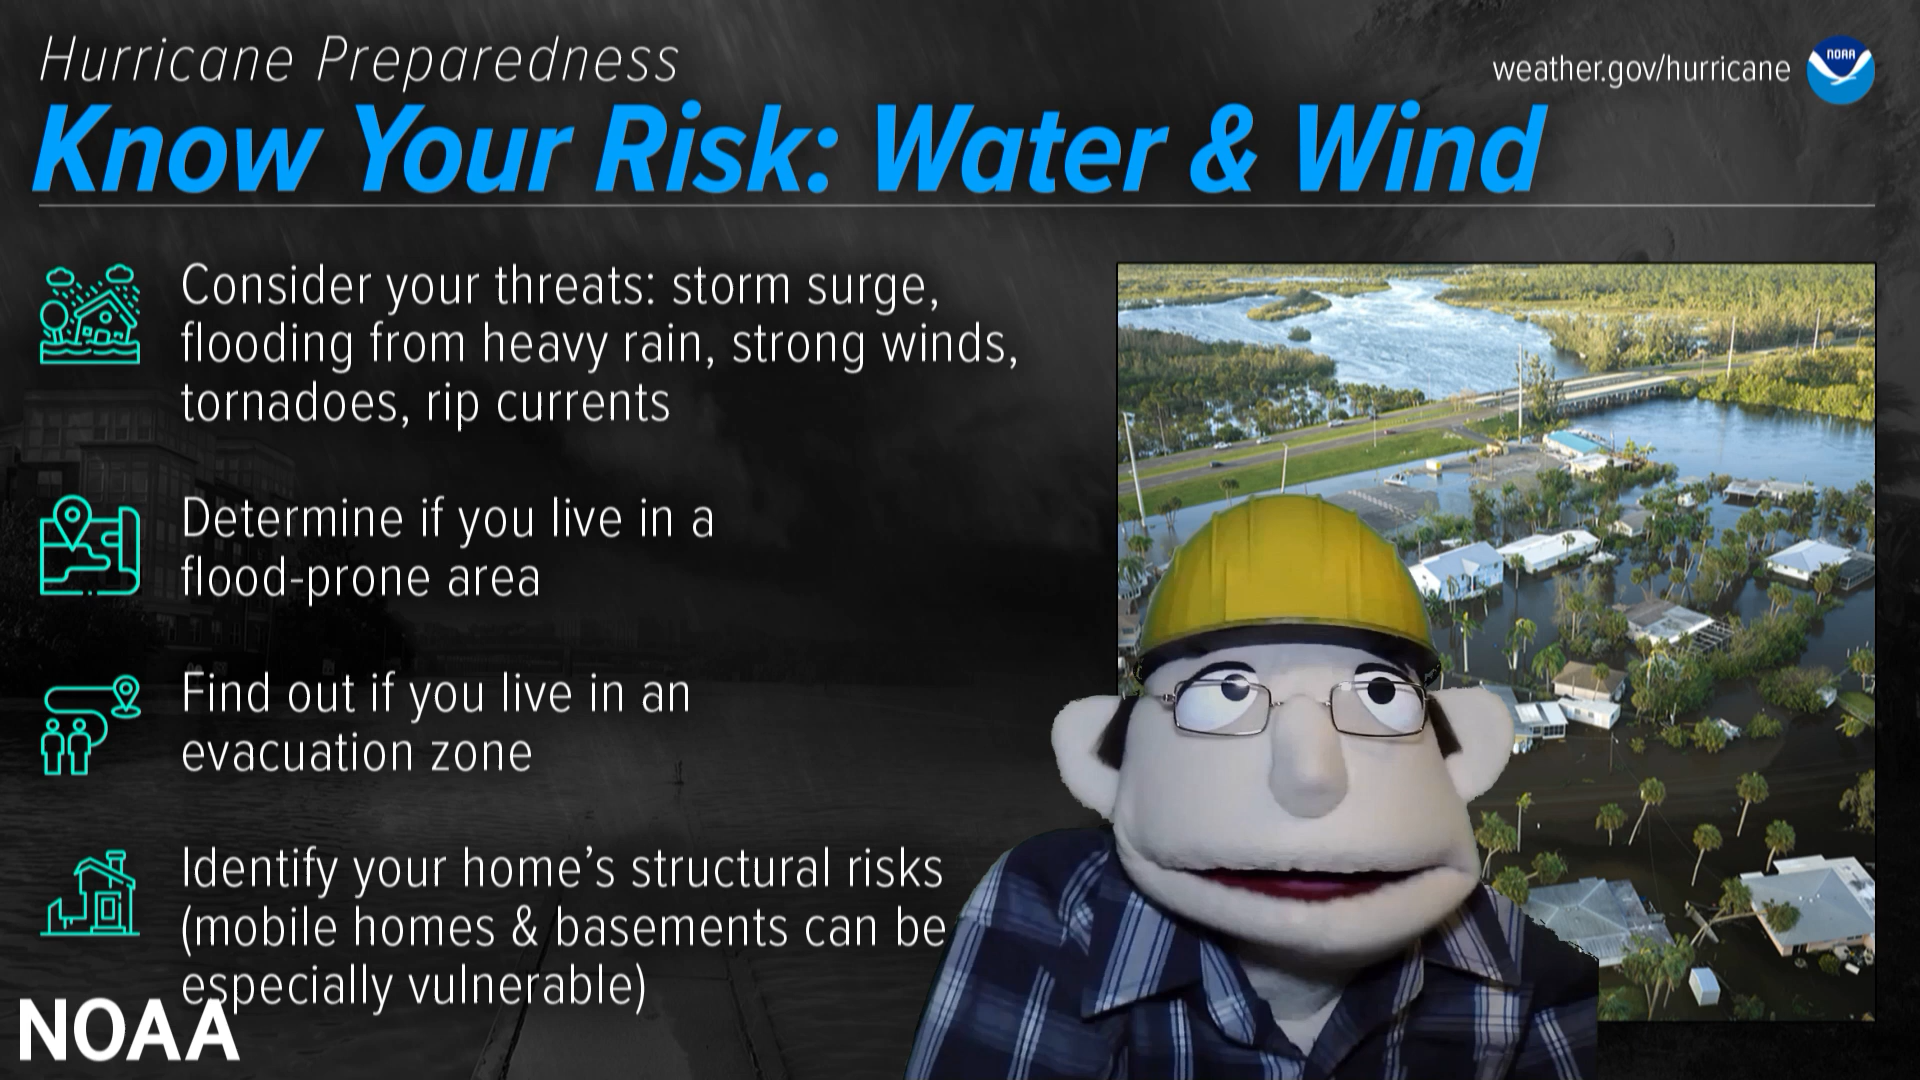 Hurricane Preparedness
weather.gov/hurricane
NOAA
Know Your Risk: Water & Wind
Consider your threats: storm surge,
flooding from heavy rain, strong winds,
tornadoes, rip currents
Determine if you live in a
flood-prone area
Find out if you live in an
evacuation zone
Identify your home’s structural risks
(mobile homes & basements can be
especially vulnerable)
NOAA